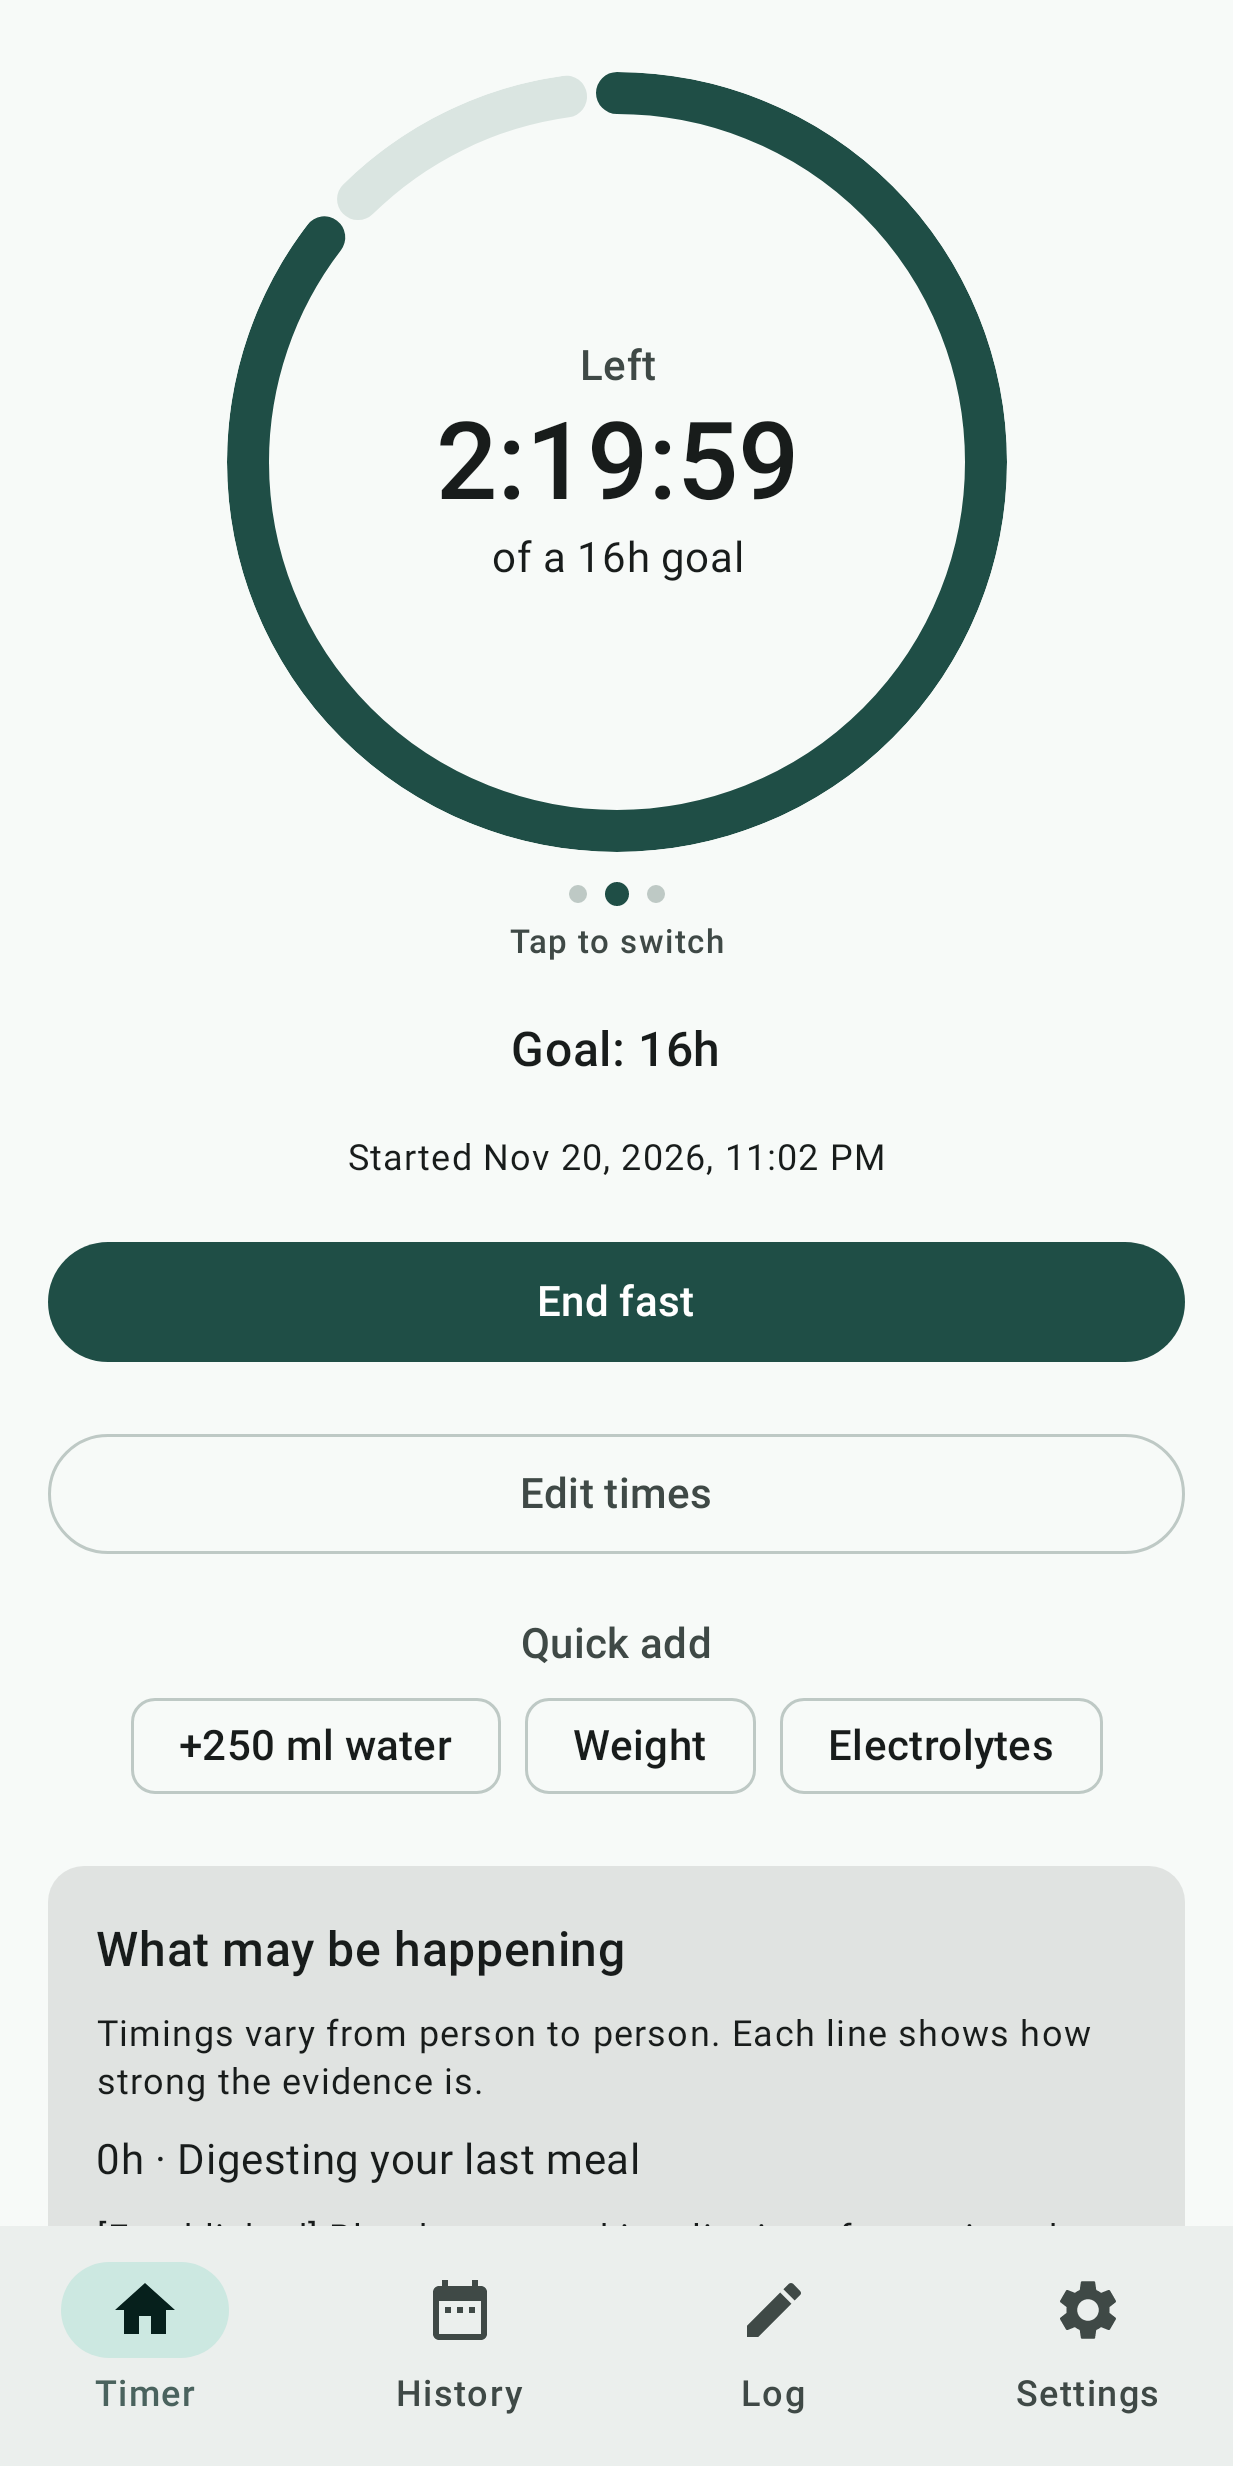 Left
2:19:59
of a 16h goal
Tap to switch
Goal: 16h
Started Nov 20, 2026, 11:02 PM
End fast
Edit times
Quick add
+250 ml water
Weight
Electrolytes
What may be happening
Timings vary from person to person. Each line shows how
strong the evidence is.
0h · Digesting your last meal
Timer
History
Log
Settings